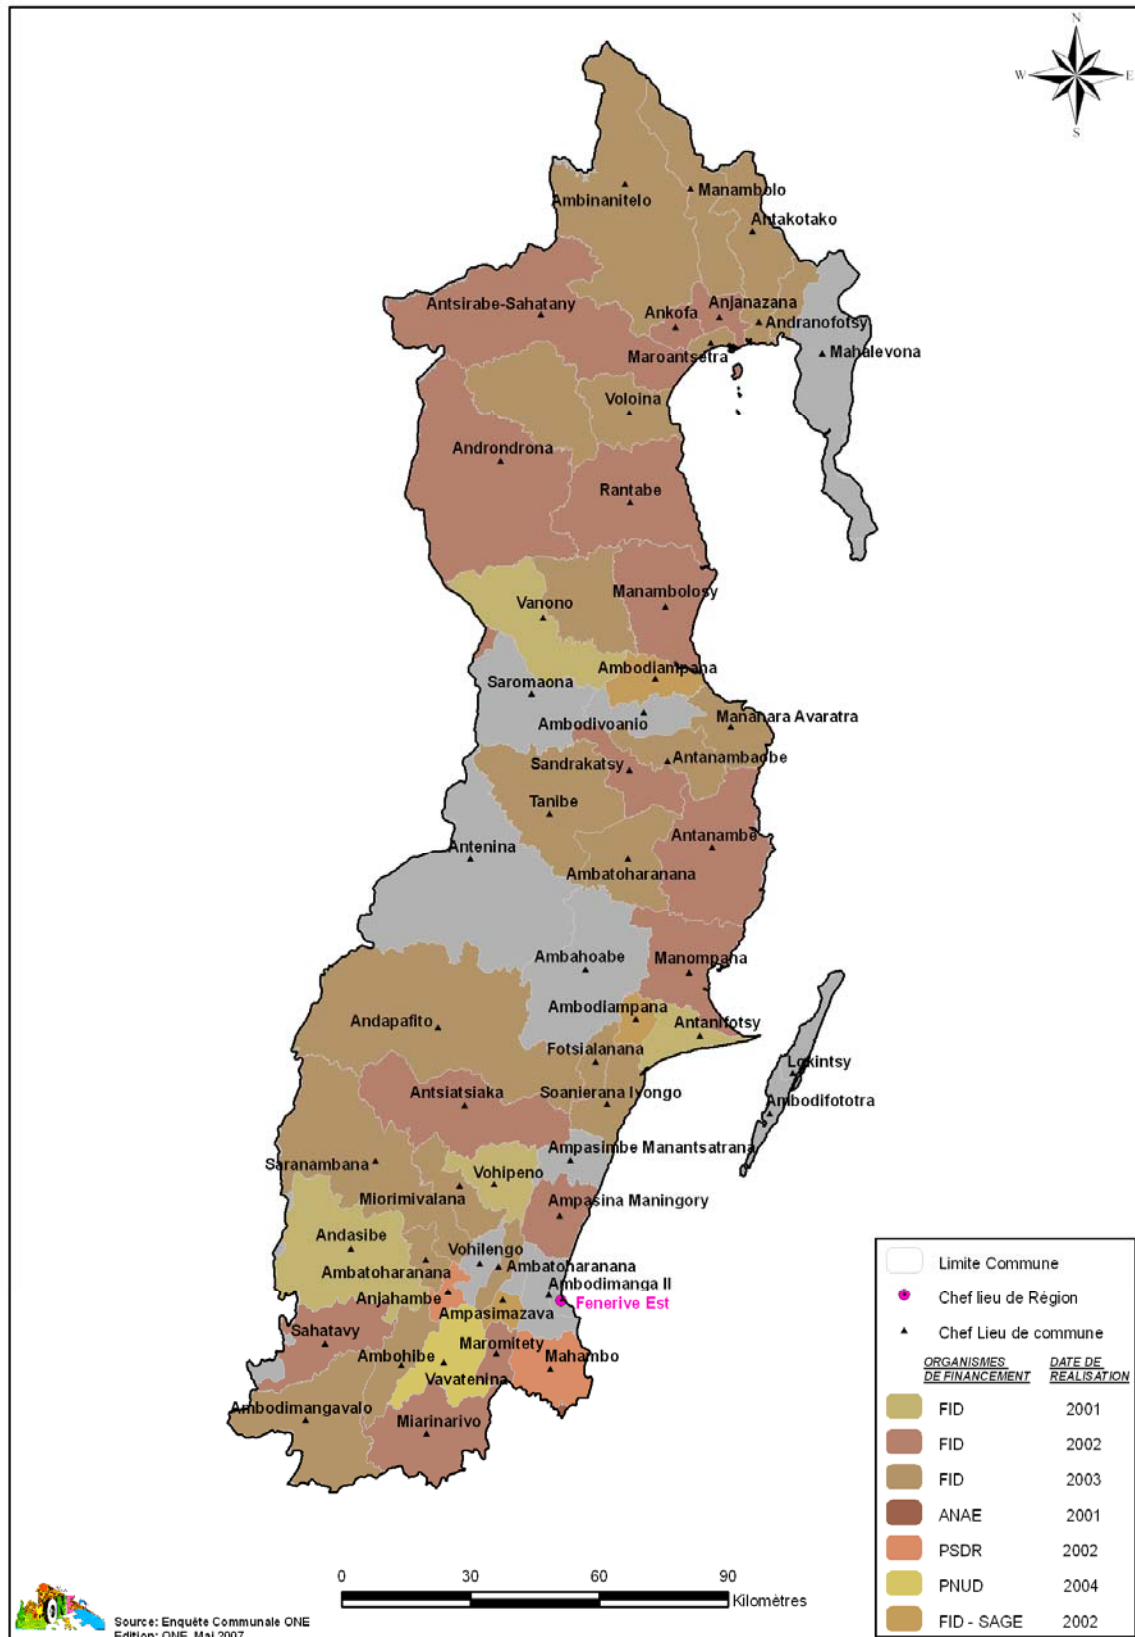 N
W
E
S
Ambinanitelo
Manambolo
Antakotako
Antsirabe-Sahatany
Ankofa
Anjanazana
Andranofotsy
Maroantsetra
Mahalevona
Voloina
Androndrona
Rantabe
Vanono
Manambolosy
Ambodiampana
Saromaona
Ambodivoanio
Mananara Avaratra
Antanambaobe
Sandrakatsy
Tanibe
Antanambe
Antenina
Ambatoharanana
Ambahoabe
Manompana
Ambodiampana
Andapafito
Antanifotsy
Fotsialanana
Lokintsy
Soanierana Ivongo
Antsiatsiaka
Ambodifototra
Ampasimbe Manantsatrana
Saranambana
Vohipeno
Miorimivalana
Ampasina Maningory
Andasibe
Vohilengo
Ambatoharanana
Ambatoharanana
Ambodimanga II
Anjahambe
Fenerive Est
Ampasimazava
Sahatavy
Maromitety
Ambohibe
Mahambo
Vavatenina
Ambodimangavalo
Miarinarivo
Limite Commune
Chef lieu de Région
Chef Lieu de commune
ORGANISMES DE FINANCEMENT
DATE DE REALISATION
FID 2001
FID 2002
FID 2003
ANAE 2001
PSDR 2002
PNUD 2004
FID - SAGE 2002
0 30 60 90
Kilomètres
Source: Enquête Communale ONE
Edition: ONE, Mai 2007